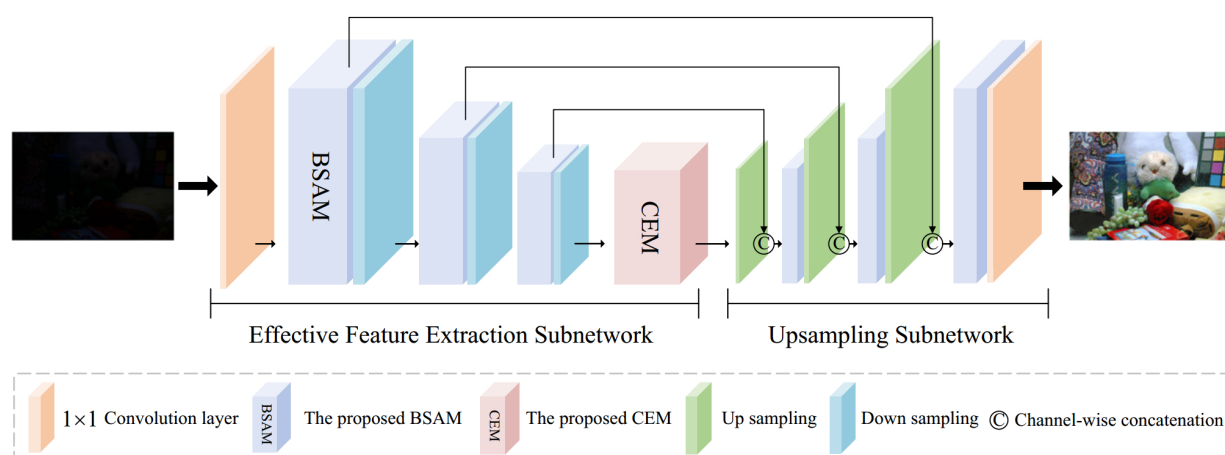 BSAM
CEM
C
C
C
Effective Feature Extraction Subnetwork
Upsampling Subnetwork
1×1 Convolution layer
BSAM
The proposed BSAM
CEM
The proposed CEM
Up sampling
Down sampling
© Channel-wise concatenation